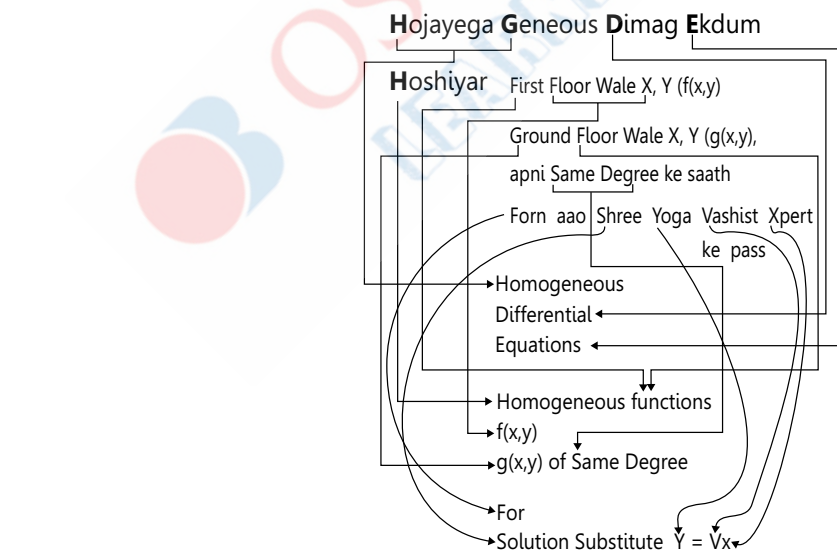 Hojayega Geneous Dimag Ekdum
Hoshiyar First Floor Wale X, Y (f(x,y)
Ground Floor Wale X, Y (g(x,y),
apni Same Degree ke saath
Forn aao Shree Yoga Vashist Xpert
ke pass
Homogeneous
Differential
Equations
Homogeneous functions
f(x,y)
g(x,y) of Same Degree
For
Solution Substitute Y = Vx